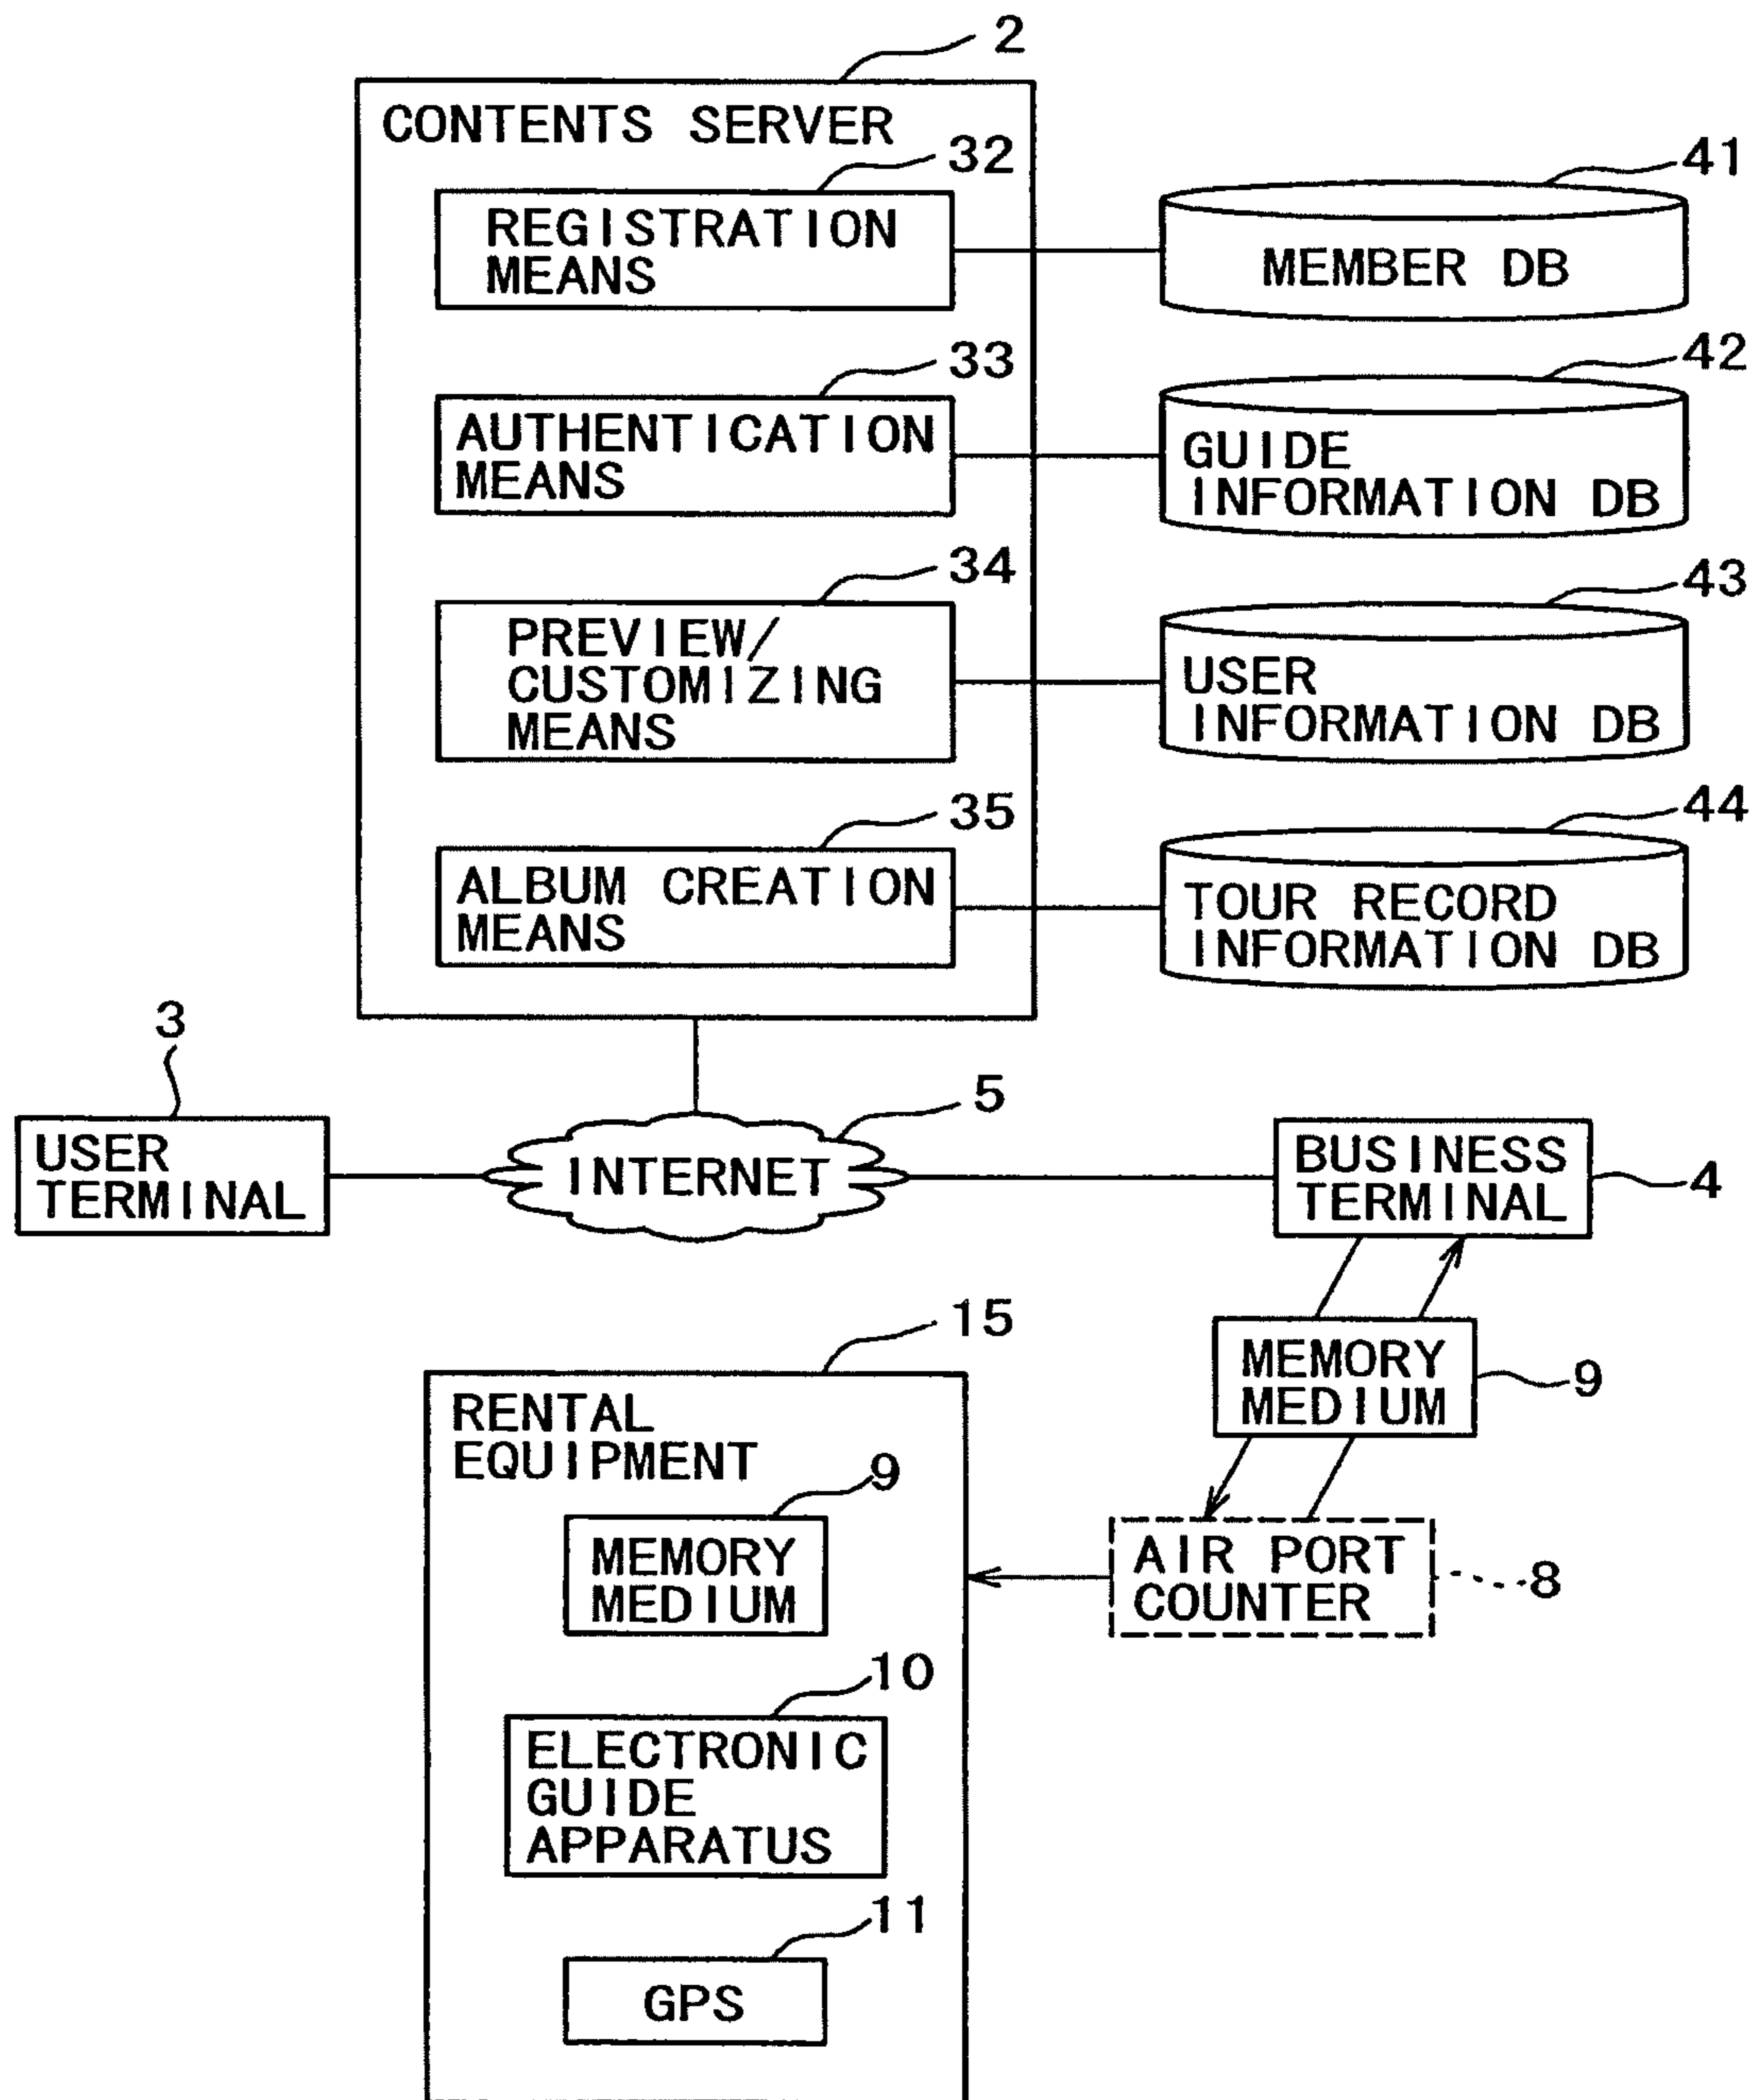 2
CONTENTS SERVER
32
REGISTRATION
MEANS
41
MEMBER DB
33
AUTHENTICATION
MEANS
42
GUIDE
INFORMATION DB
34
PREVIEW/
CUSTOMIZING
MEANS
43
USER
INFORMATION DB
35
ALBUM CREATION
MEANS
44
TOUR RECORD
INFORMATION DB
3
USER
TERMINAL
5
INTERNET
BUSINESS
TERMINAL
4
MEMORY
MEDIUM
9
AIR PORT
COUNTER
8
15
RENTAL
EQUIPMENT
9
MEMORY
MEDIUM
10
ELECTRONIC
GUIDE
APPARATUS
11
GPS